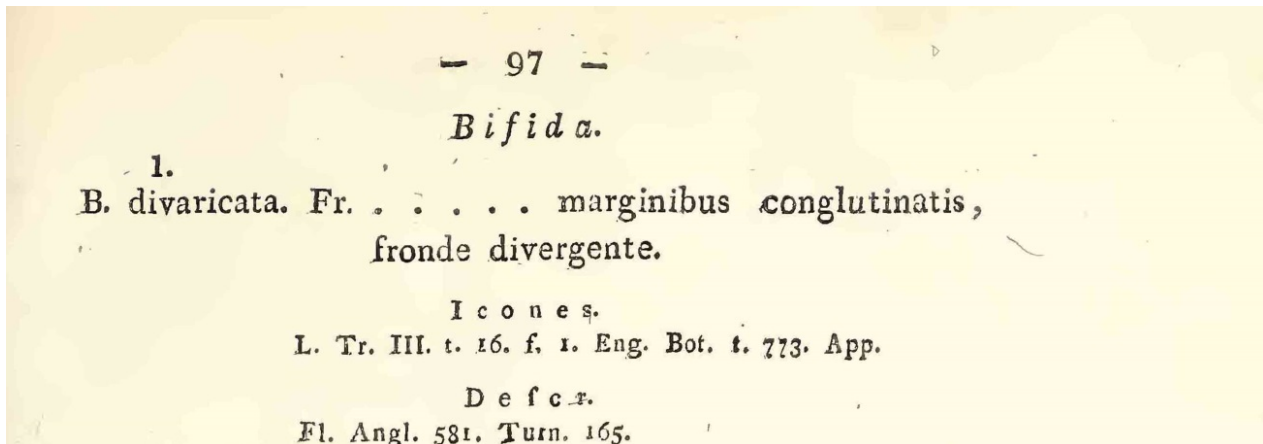 — 97 —
Bifida.
1.
B. divaricata. Fr. . . . . . marginibus conglutinatis,
fronde divergente.
Icones.
L. Tr. III. t. 16. f. 1. Eng. Bot. t. 773. App.
Deſcr.
Fl. Angl. 581. Turn. 165.